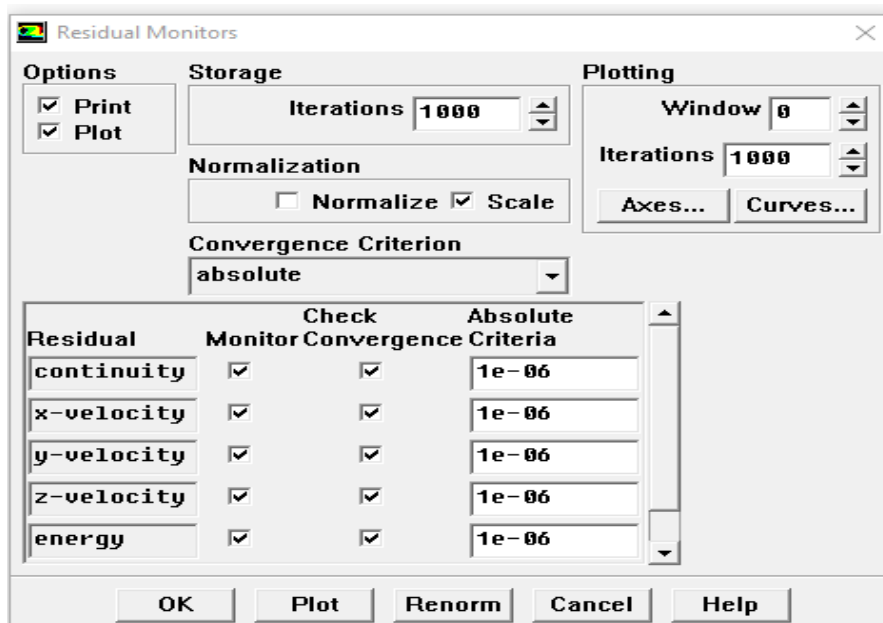 Residual Monitors
Options
Print
Plot
Storage
Iterations 1000
Normalization
Normalize Scale
Convergence Criterion
absolute
Plotting
Window 0
Iterations 1000
Axes... Curves...
Check Absolute
Residual Monitor Convergence Criteria
continuity 1e-06
x-velocity 1e-06
y-velocity 1e-06
z-velocity 1e-06
energy 1e-06
OK Plot Renorm Cancel Help